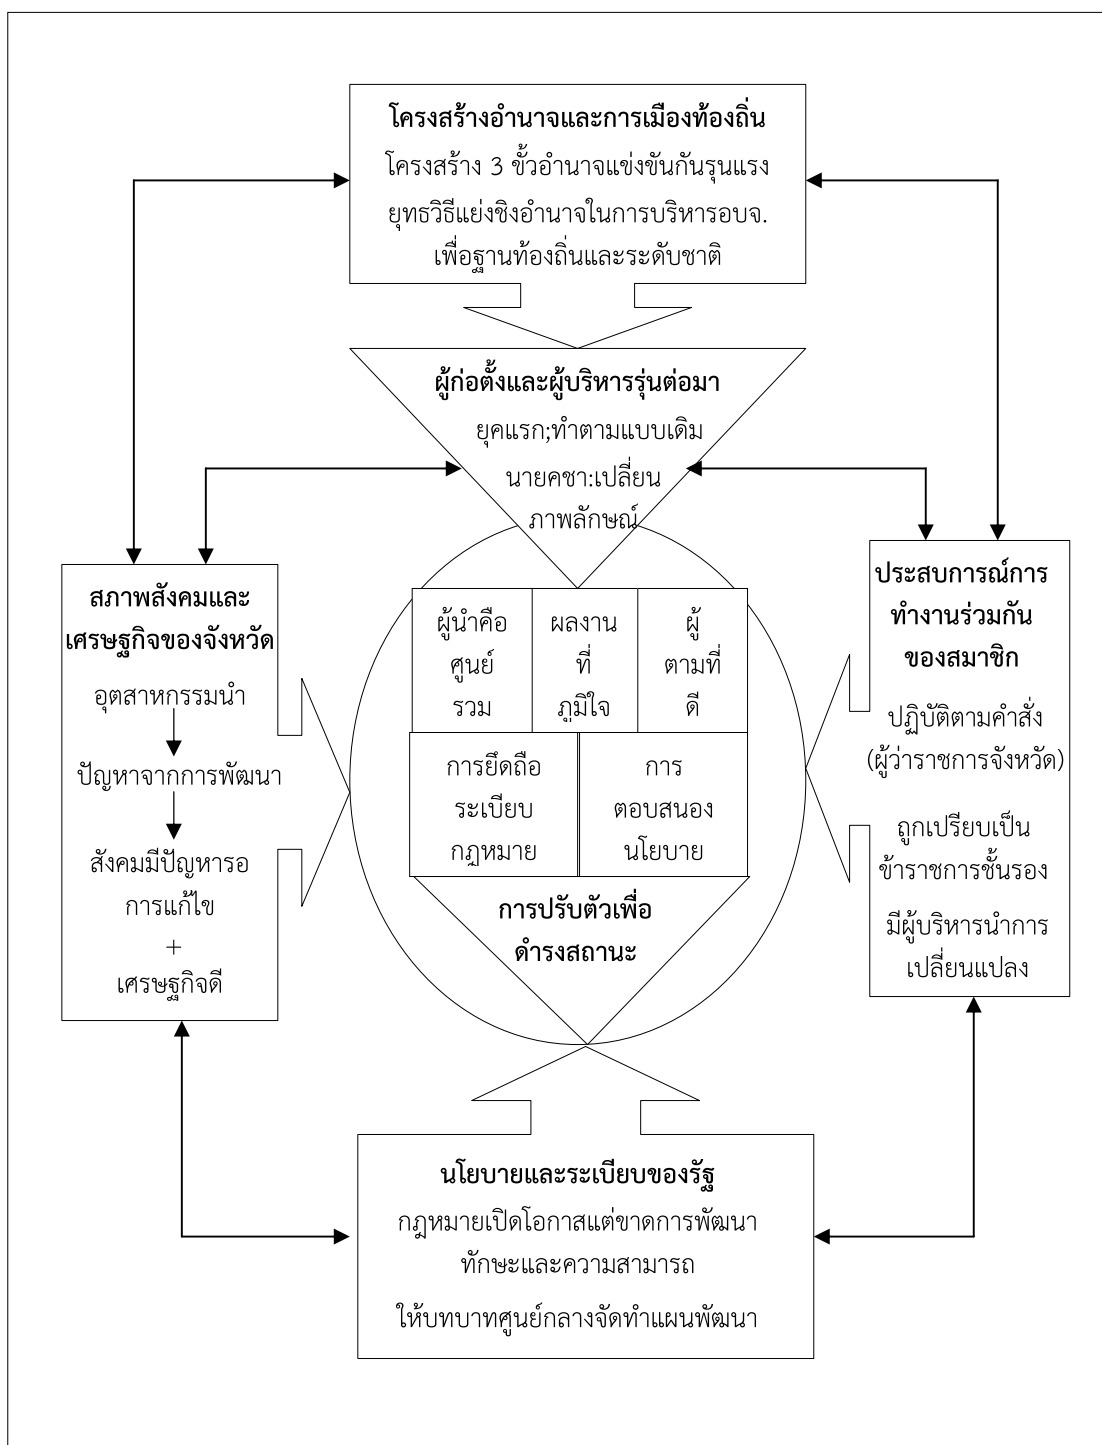 โครงสร้างอำนาจและการเมืองท้องถิ่น
โครงสร้าง 3 ขั้วอำนาจแข่งขันกันรุนแรง
ยุทธวิธีแย่งชิงอำนาจในการบริหารอบจ.
เพื่อฐานท้องถิ่นและระดับชาติ
ผู้ก่อตั้งและผู้บริหารรุ่นต่อมา
ยุคแรก;ทำตามแบบเดิม
นายคชา:เปลี่ยน
ภาพลักษณ์
สภาพสังคมและ
เศรษฐกิจของจังหวัด
อุตสาหกรรมนำ
ปัญหาจากการพัฒนา
สังคมมีปัญหารอ
การแก้ไข
+
เศรษฐกิจดี
ผู้นำคือ
ศูนย์
รวม
ผลงาน
ที่
ภูมิใจ
ผู้
ตามที่
ดี
การยึดถือ
ระเบียบ
กฎหมาย
การ
ตอบสนอง
นโยบาย
การปรับตัวเพื่อ
ดำรงสถานะ
ประสบการณ์การ
ทำงานร่วมกัน
ของสมาชิก
ปฏิบัติตามคำสั่ง
(ผู้ว่าราชการจังหวัด)
ถูกเปรียบเป็น
ข้าราชการชั้นรอง
มีผู้บริหารนำการ
เปลี่ยนแปลง
นโยบายและระเบียบของรัฐ
กฎหมายเปิดโอกาสแต่ขาดการพัฒนา
ทักษะและความสามารถ
ให้บทบาทศูนย์กลางจัดทำแผนพัฒนา